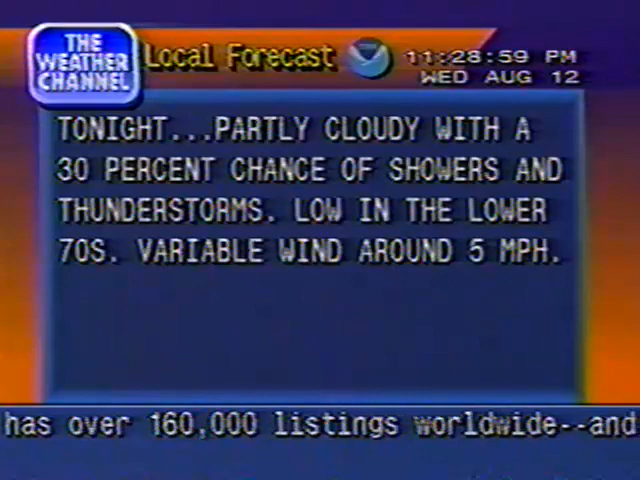 THE
WEATHER
CHANNEL
Local Forecast
11:28:59 PM
WED AUG 12
TONIGHT...PARTLY CLOUDY WITH A
30 PERCENT CHANCE OF SHOWERS AND
THUNDERSTORMS. LOW IN THE LOWER
70S. VARIABLE WIND AROUND 5 MPH.
has over 160,000 listings worldwide--and